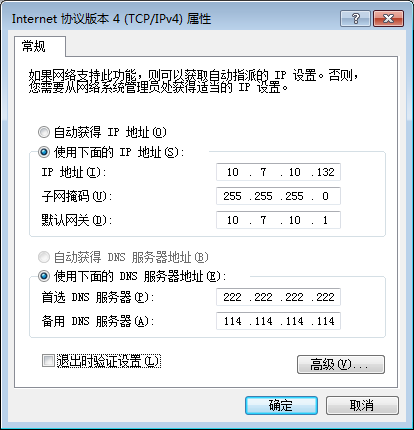 Internet 协议版本 4 (TCP/IPv4) 属性
常规
如果网络支持此功能，则可以获取自动指派的 IP 设置。否则，
您需要从网络系统管理员处获得适当的 IP 设置。
自动获得 IP 地址(O)
使用下面的 IP 地址(S):
IP 地址(I): 10 . 7 . 10 .132
子网掩码(U): 255 .255 .255 . 0
默认网关(D): 10 . 7 . 10 . 1
自动获得 DNS 服务器地址(B)
使用下面的 DNS 服务器地址(E):
首选 DNS 服务器(P): 222 .222 .222 .222
备用 DNS 服务器(A): 114 .114 .114 .114
退出时验证设置(L)
高级(V)...
确定 取消